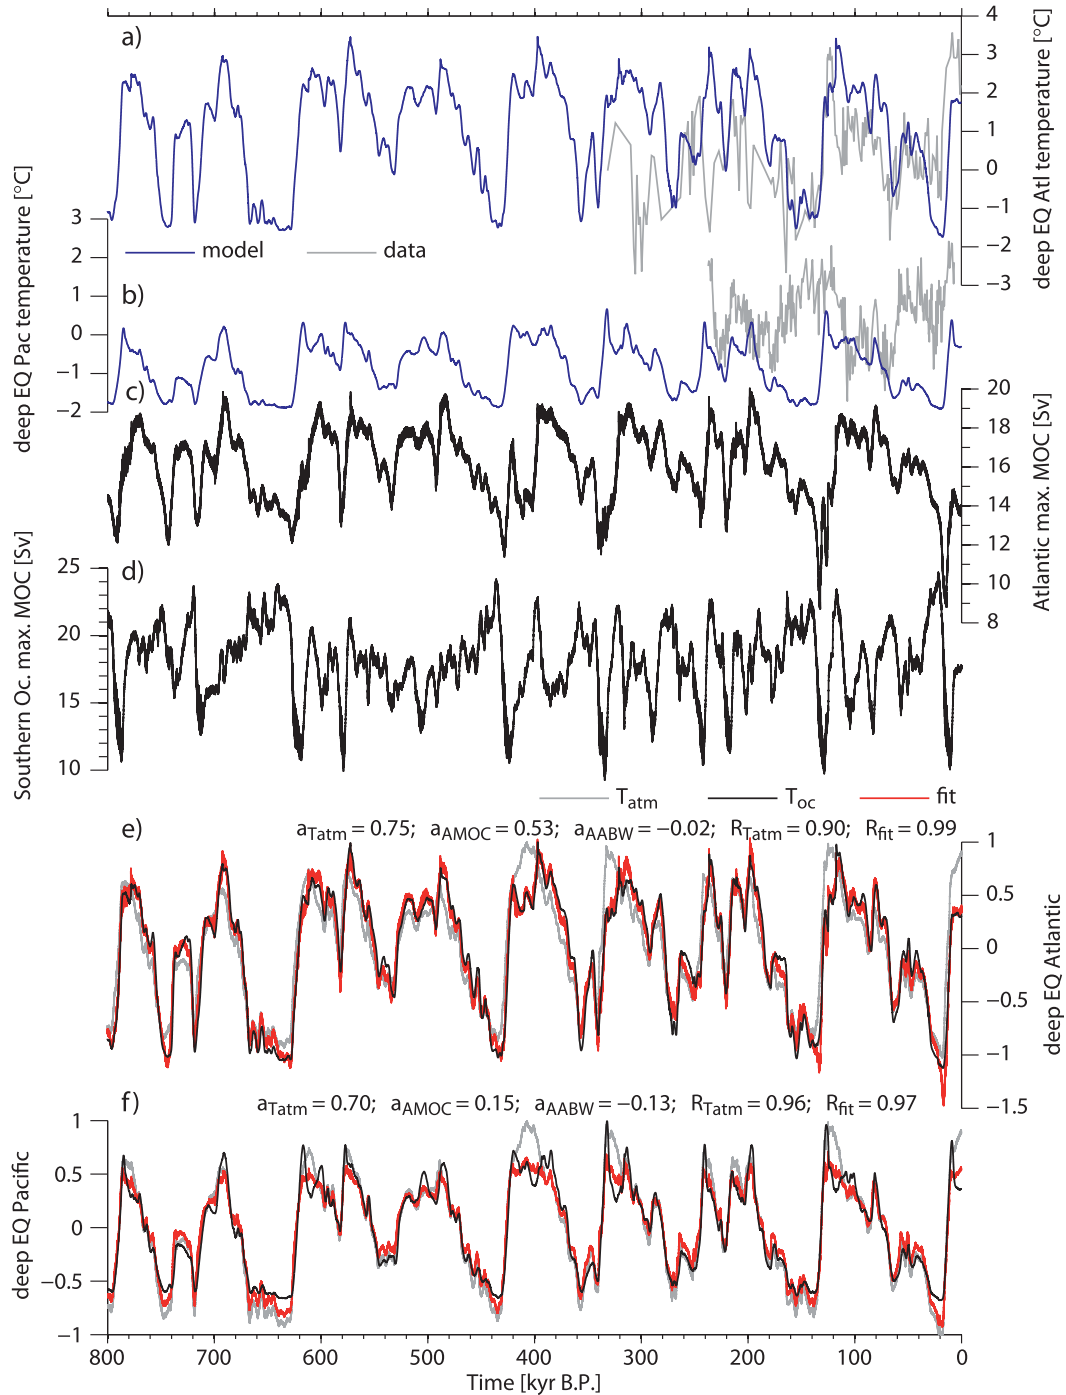 a)
4
3
2
1
0
−1
−2
−3
deep EQ Atl temperature [°C]
model
data
b)
3
2
1
0
−1
−2
deep EQ Pac temperature [°C]
c)
20
18
16
14
12
10
8
Atlantic max. MOC [Sv]
d)
25
20
15
10
Southern Oc. max. MOC [Sv]
Tatm
Toc
fit
e)
aTatm = 0.75; aAMOC = 0.53; aAABW = −0.02; RTatm = 0.90; Rfit = 0.99
1
0.5
0
−0.5
−1
−1.5
deep EQ Atlantic
f)
aTatm = 0.70; aAMOC = 0.15; aAABW = −0.13; RTatm = 0.96; Rfit = 0.97
1
0.5
0
−0.5
−1
deep EQ Pacific
800 700 600 500 400 300 200 100 0
Time [kyr B.P.]